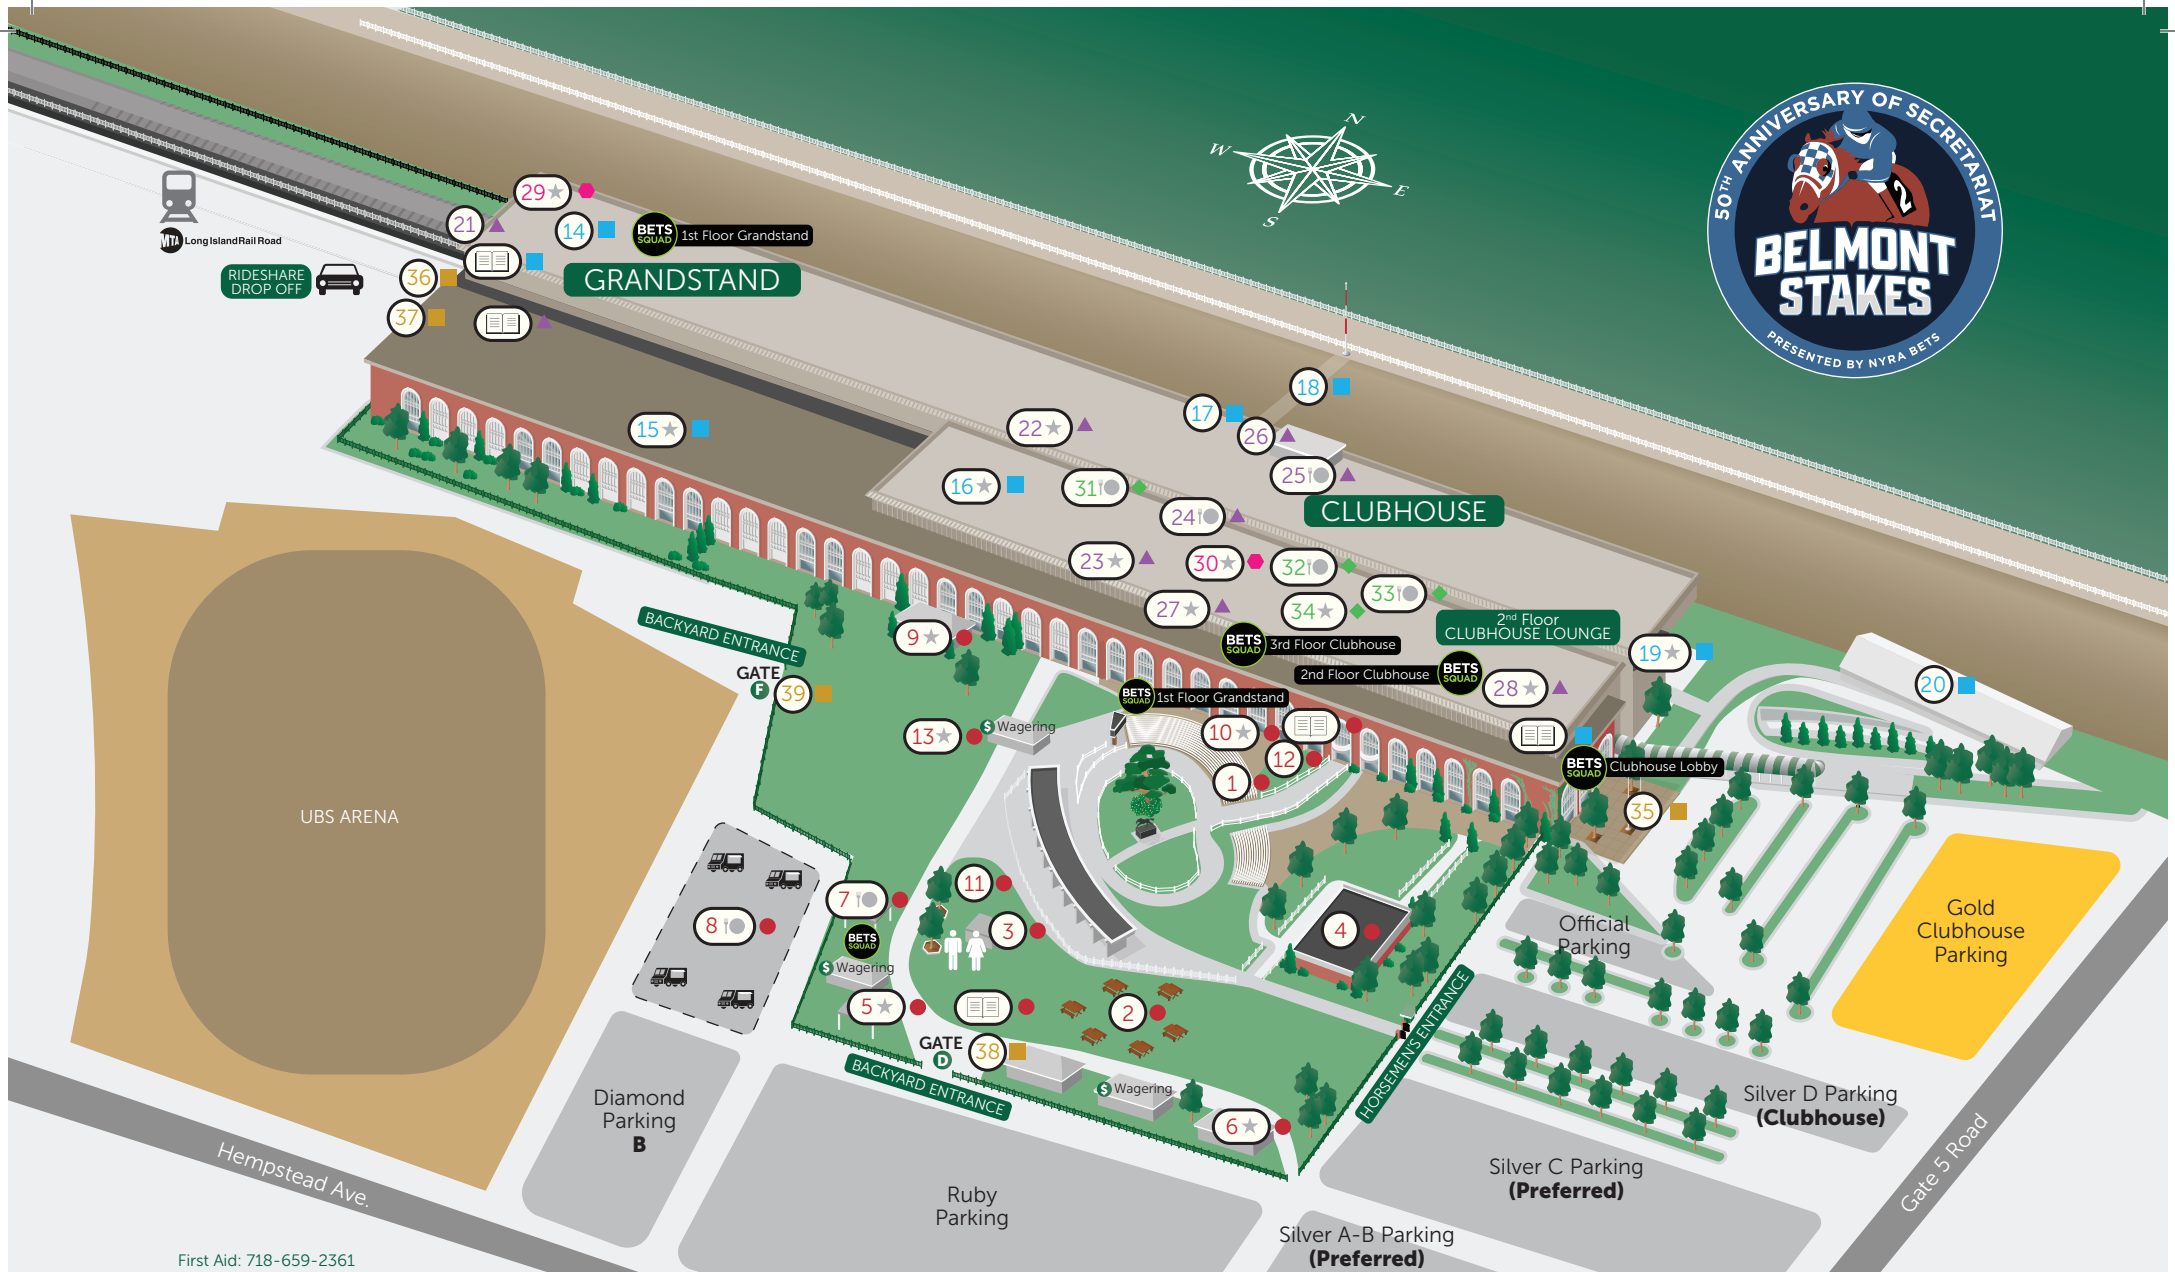 50TH ANNIVERSARY OF SECRETARIAT
2
BELMONT
STAKES
PRESENTED BY NYRA BETS
N
W
E
S
MTA Long Island Rail Road
RIDESHARE
DROP OFF
29
21
14
BETS
SQUAD
1st Floor Grandstand
GRANDSTAND
36
37
15
18
17
26
22
25
16
31
24
CLUBHOUSE
23
30
32
33
27
34
2nd Floor
CLUBHOUSE LOUNGE
BETS
SQUAD
3rd Floor Clubhouse
2nd Floor Clubhouse
BETS
SQUAD
28
19
20
BACKYARD ENTRANCE
GATE
F
39
9
BETS
SQUAD
1st Floor Grandstand
13
$ Wagering
10
12
1
BETS
SQUAD
Clubhouse Lobby
35
UBS ARENA
7
8
BETS
SQUAD
$ Wagering
5
11
3
4
2
GATE
D
38
BACKYARD ENTRANCE
$ Wagering
6
HORSEMEN'S ENTRANCE
Official
Parking
Gold
Clubhouse
Parking
Silver D Parking
(Clubhouse)
Silver C Parking
(Preferred)
Silver A-B Parking
(Preferred)
Diamond
Parking
B
Ruby
Parking
Hempstead Ave.
Gate 5 Road
First Aid: 718-659-2361